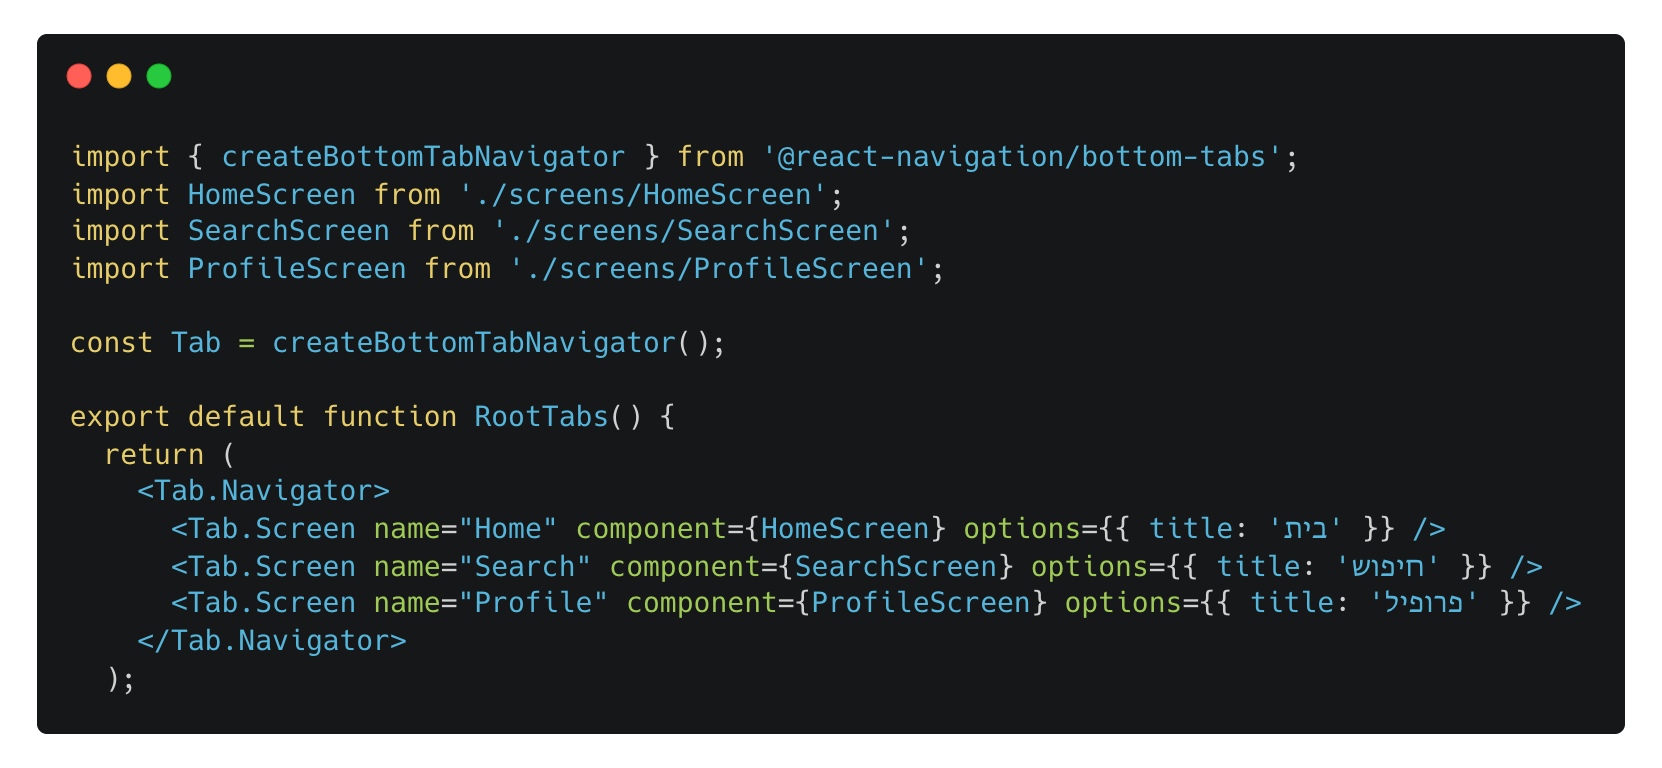 import { createBottomTabNavigator } from '@react-navigation/bottom-tabs';
import HomeScreen from './screens/HomeScreen';
import SearchScreen from './screens/SearchScreen';
import ProfileScreen from './screens/ProfileScreen';

const Tab = createBottomTabNavigator();

export default function RootTabs() {
  return (
    <Tab.Navigator>
      <Tab.Screen name="Home" component={HomeScreen} options={{ title: 'בית' }} />
      <Tab.Screen name="Search" component={SearchScreen} options={{ title: 'חיפוש' }} />
      <Tab.Screen name="Profile" component={ProfileScreen} options={{ title: 'פרופיל' }} />
    </Tab.Navigator>
  );